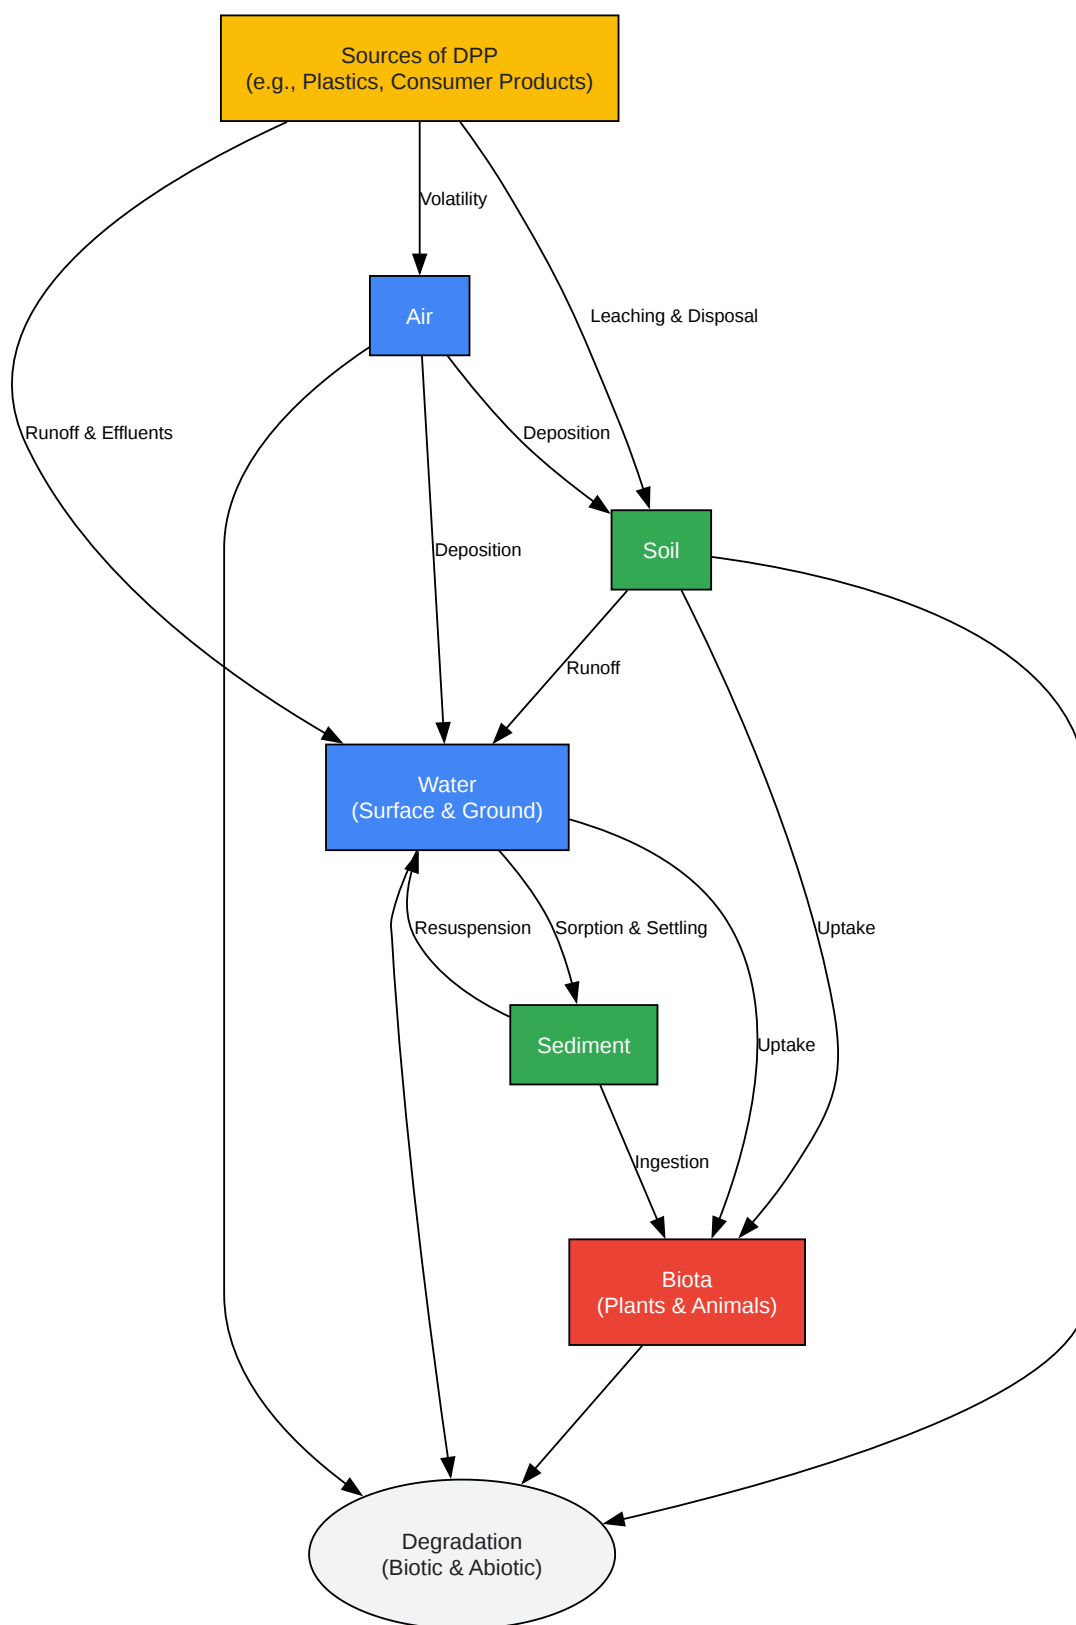 Sources of DPP
(e.g., Plastics, Consumer Products)
Volatility
Air
Leaching & Disposal
Runoff & Effluents
Deposition
Soil
Deposition
Runoff
Water
(Surface & Ground)
Resuspension
Sorption & Settling
Uptake
Sediment
Uptake
Ingestion
Biota
(Plants & Animals)
Degradation
(Biotic & Abiotic)